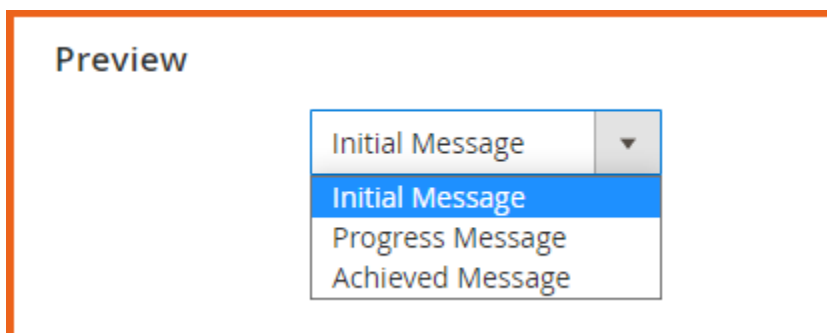 Preview
Initial Message
Initial Message
Progress Message
Achieved Message